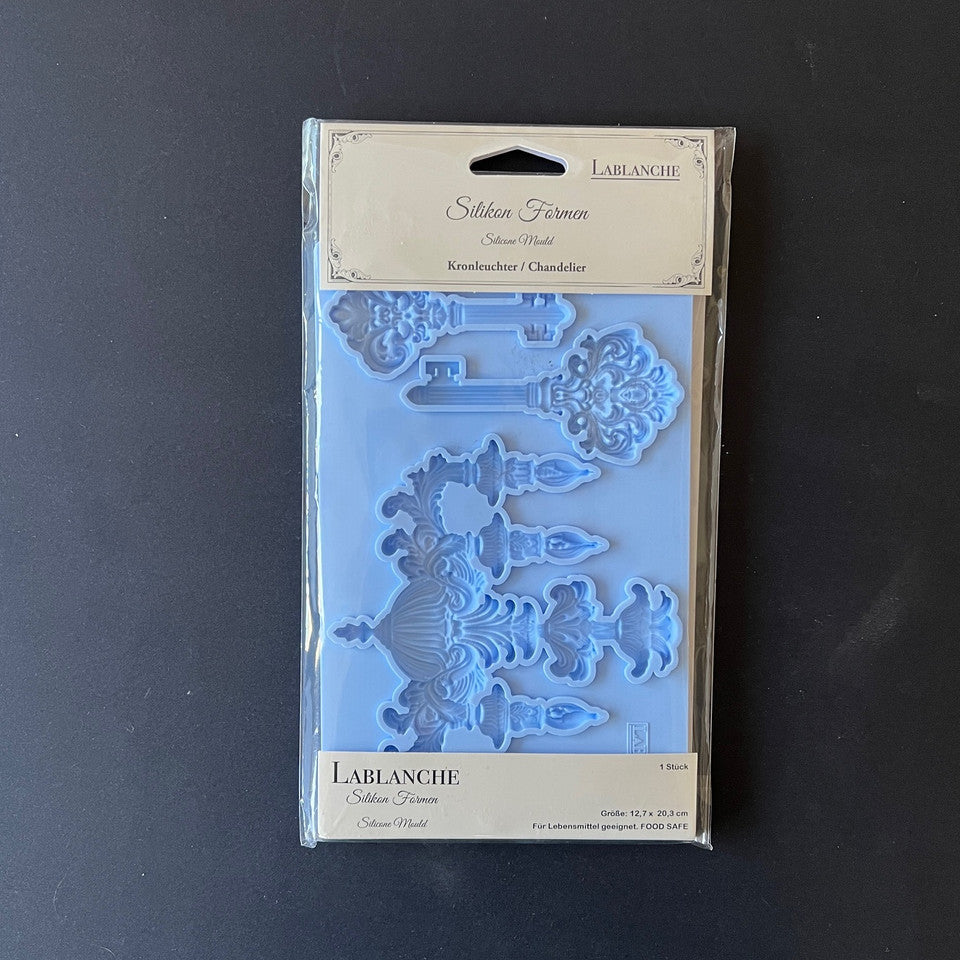 LABLANCHE
Silikon Formen
Silicone Mould
Kronleuchter / Chandelier
LABLANCHE
1 Stück
Silikon Formen
Größe: 12,7 x 20,3 cm
Silicone Mould
Für Lebensmittel geeignet. FOOD SAFE